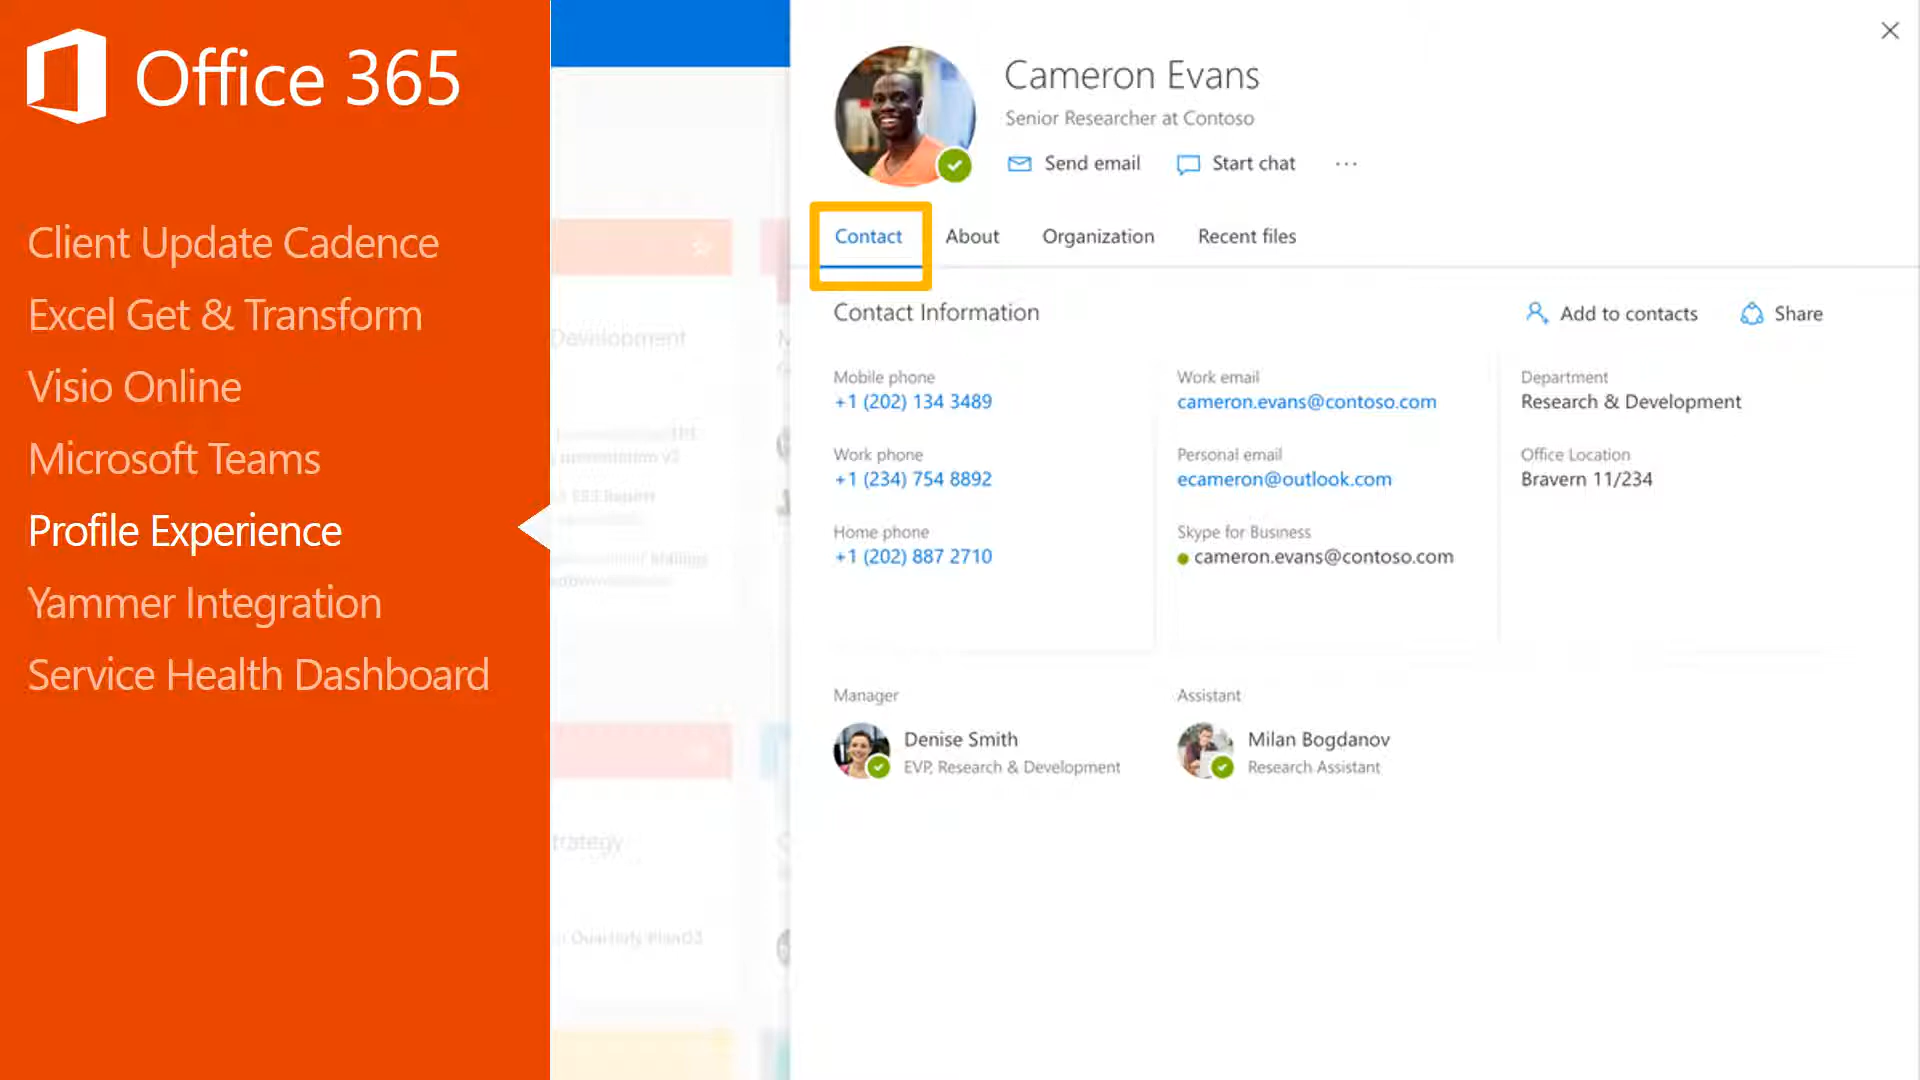 Office 365
Client Update Cadence
Excel Get & Transform
Visio Online
Microsoft Teams
Profile Experience
Yammer Integration
Service Health Dashboard
Development
Cameron Evans
Senior Researcher at Contoso
Send email
Start chat
...
Contact
About
Organization
Recent files
Contact Information
Add to contacts
Share
Mobile phone
+1 (202) 134 3489
Work email
cameron.evans@contoso.com
Department
Research & Development
Work phone
+1 (234) 754 8892
Personal email
ecameron@outlook.com
Office Location
Bravern 11/234
Home phone
+1 (202) 887 2710
Skype for Business
cameron.evans@contoso.com
Manager
Denise Smith
EVP, Research & Development
Assistant
Milan Bogdanov
Research Assistant